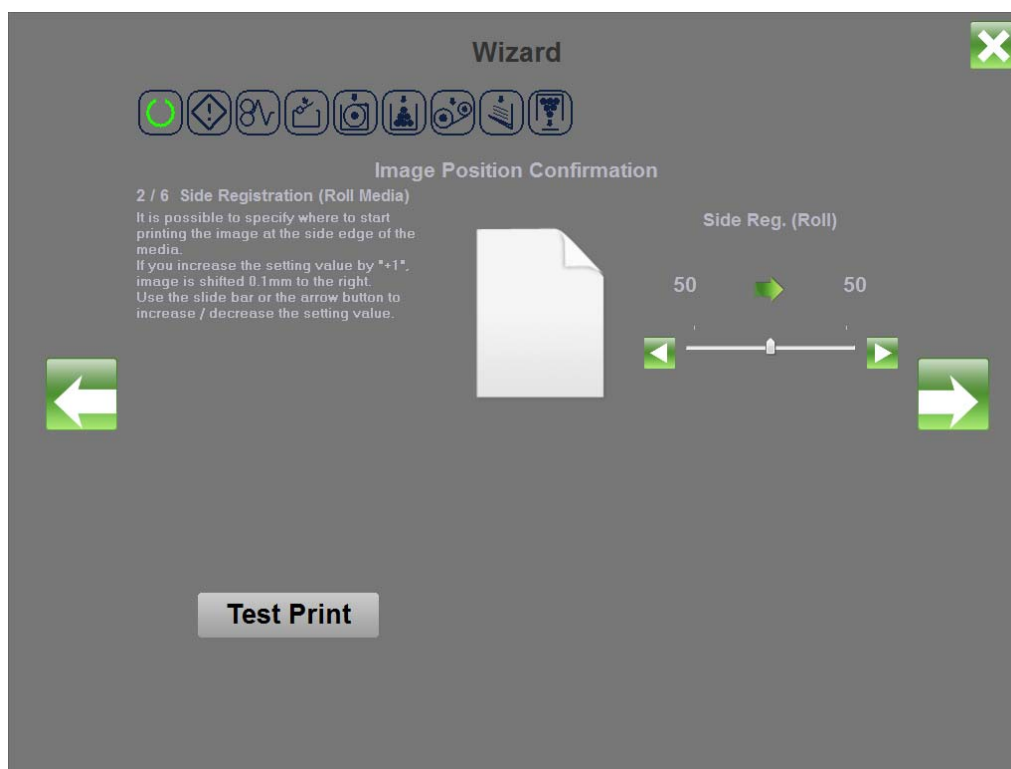 Wizard
Image Position Confirmation
2 / 6 Side Registration (Roll Media)
It is possible to specify where to start
printing the image at the side edge of the
media.
If you increase the setting value by "+1",
image is shifted 0.1mm to the right.
Use the slide bar or the arrow button to
increase / decrease the setting value.
Side Reg. (Roll)
50 50
Test Print